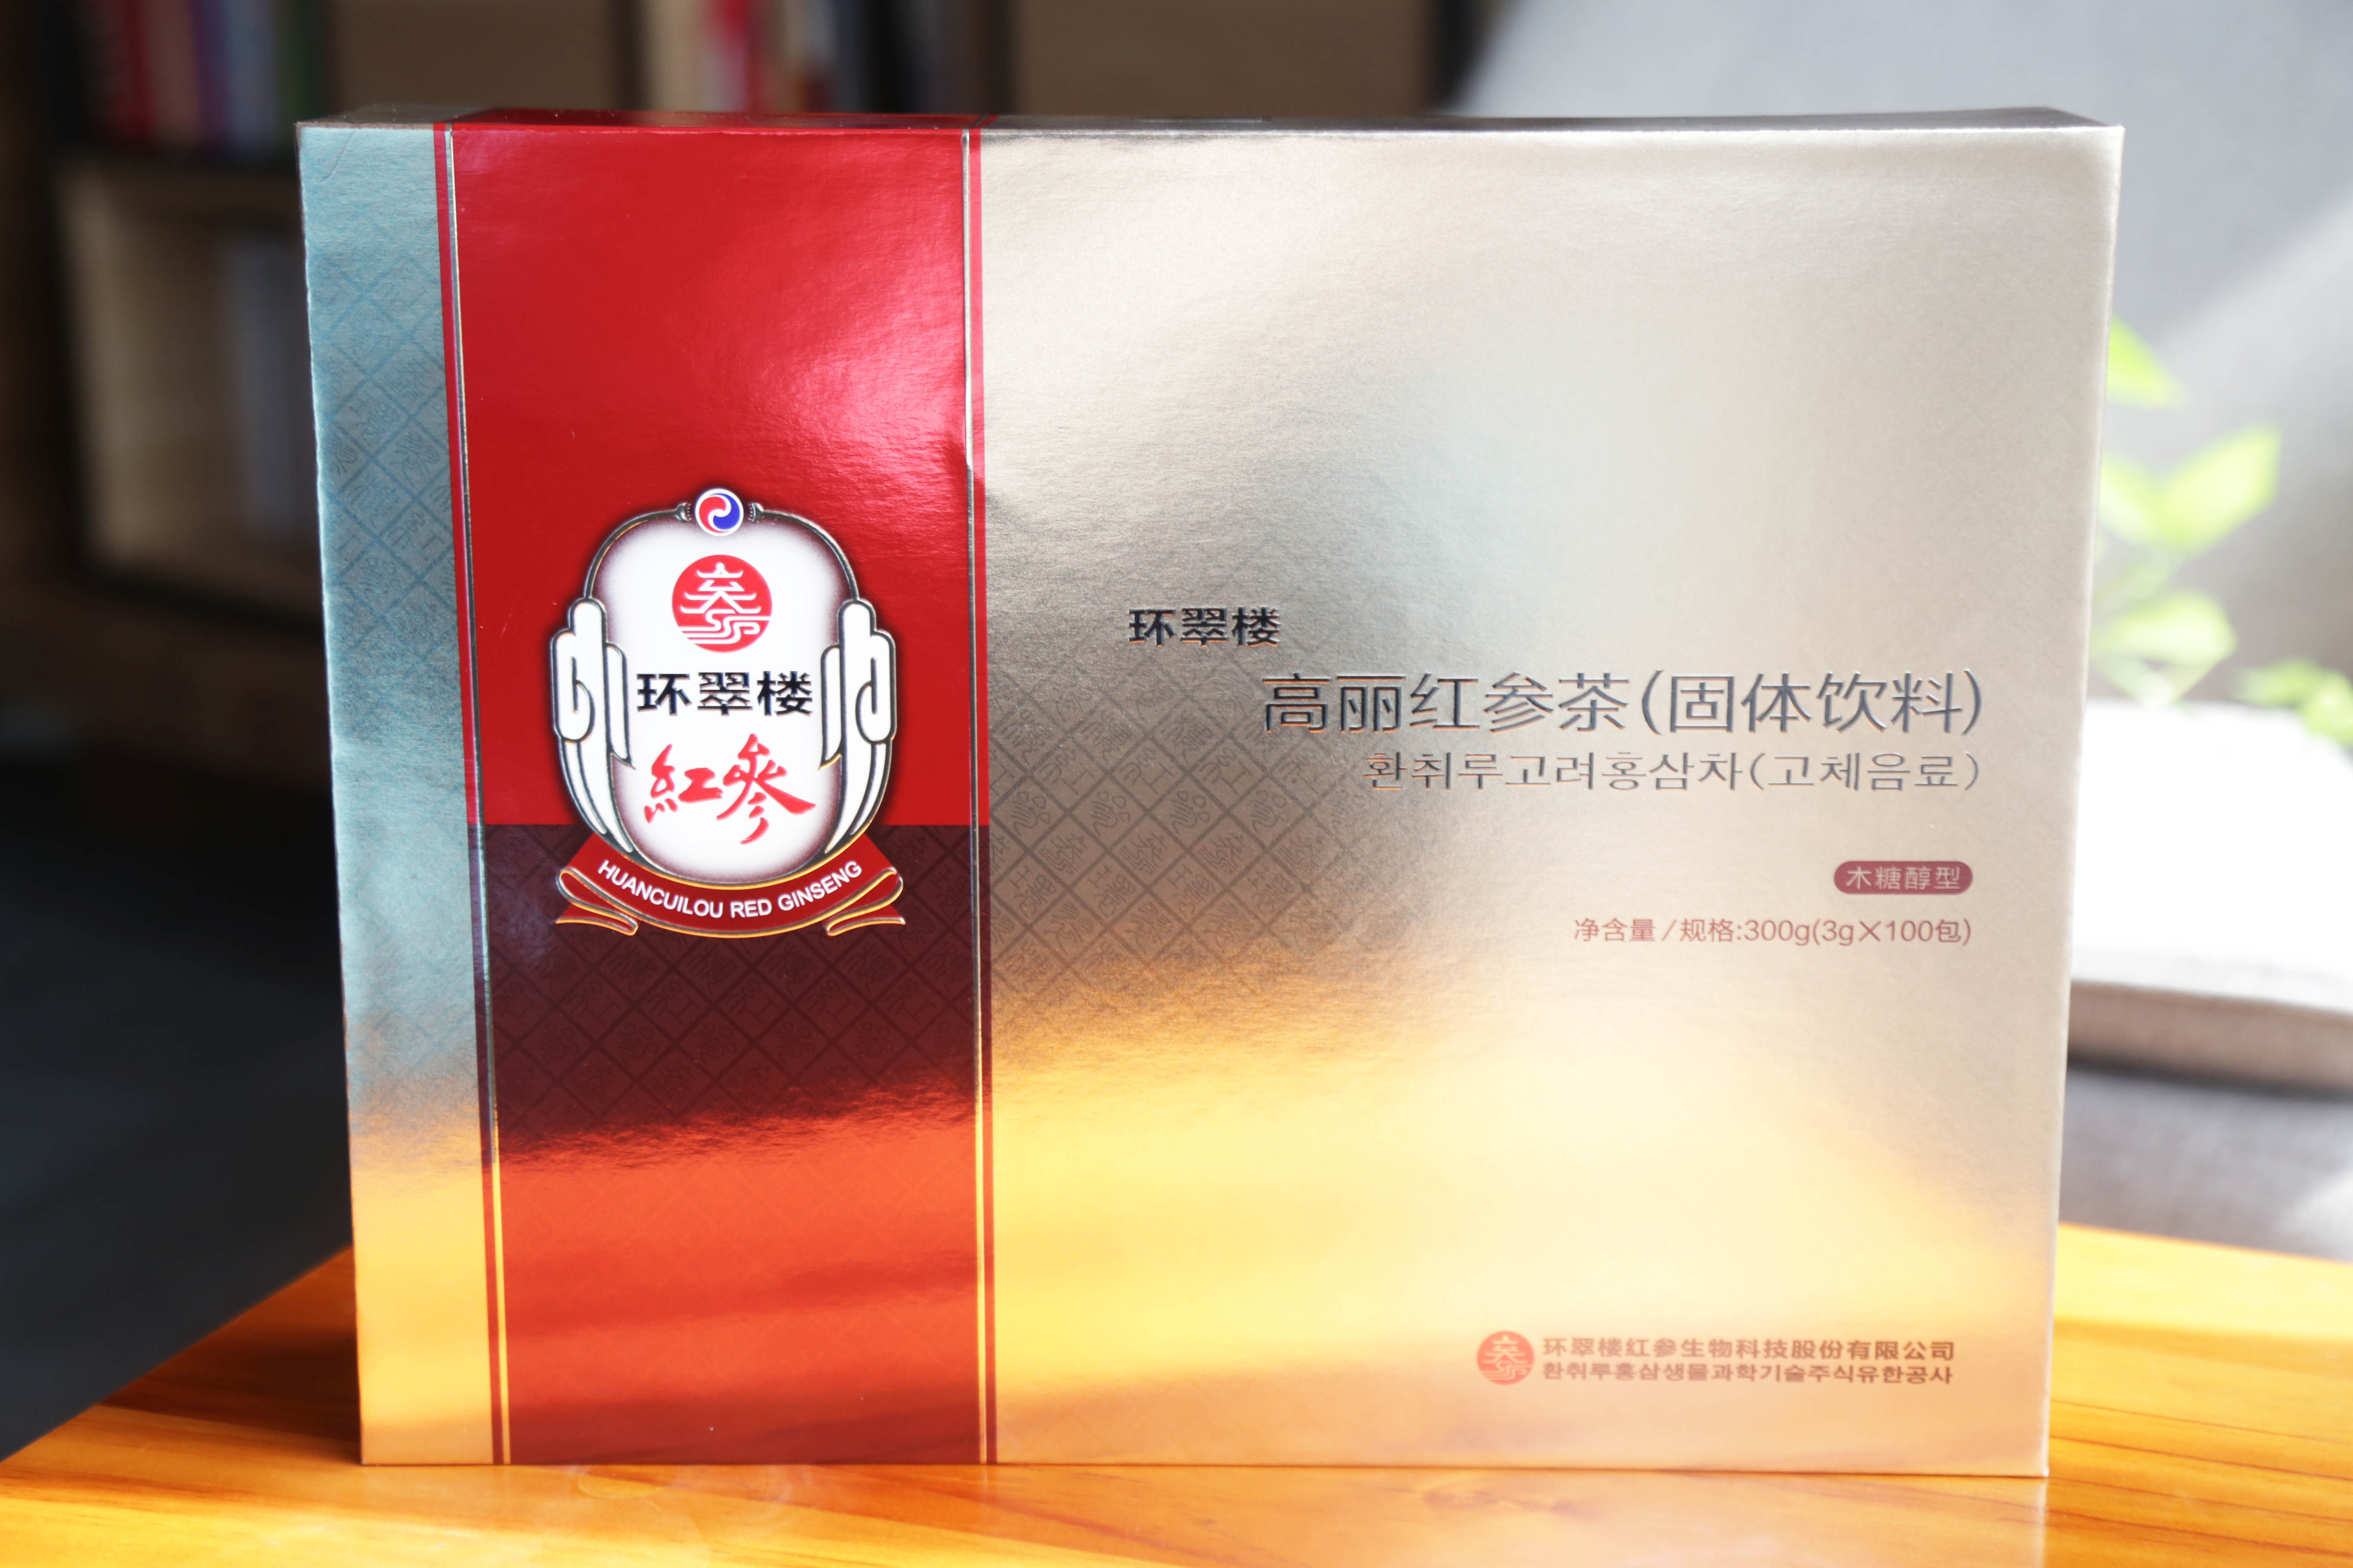 环翠楼
紅參
HUANCUILOU RED GINSENG
环翠楼
高丽红参茶(固体饮料)
환취루고려홍삼차(고체음료)
木糖醇型
净含量/规格:300g(3g×100包)
环翠楼红参生物科技股份有限公司
환취루홍삼생물과학기술주식유한공사